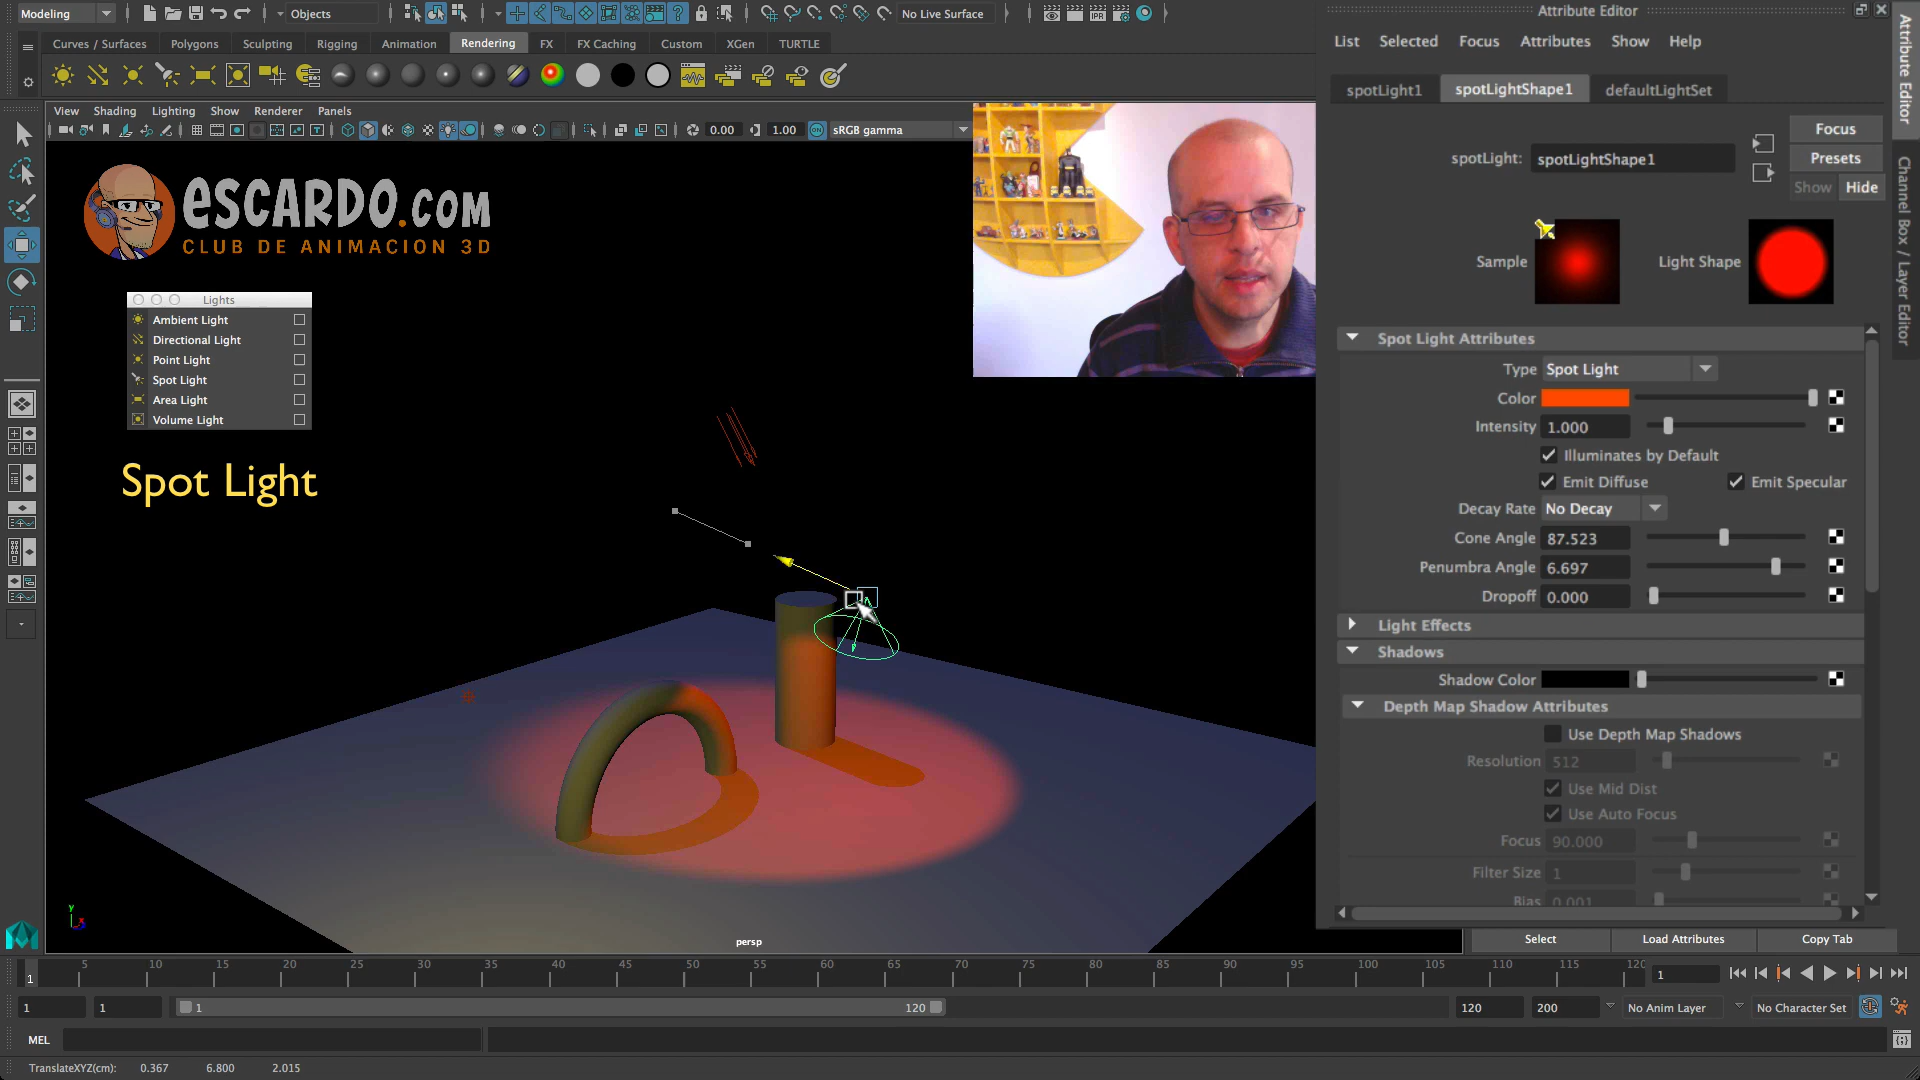 Modeling
Objects
No Live Surface
Curves / Surfaces
Polygons
Sculpting
Rigging
Animation
Rendering
FX
FX Caching
Custom
XGen
TURTLE
IPR
View
Shading
Lighting
Show
Renderer
Panels
0.00
1.00
ON
sRGB gamma
ESCARDO.COM
CLUB DE ANIMACION 3D
Lights
Ambient Light
Directional Light
Point Light
Spot Light
Area Light
Volume Light
Spot Light
y
persp
Attribute Editor
List
Selected
Focus
Attributes
Show
Help
spotLight1
spotLightShape1
defaultLightSet
spotLight:
spotLightShape1
Focus
Presets
Show
Hide
Sample
Light Shape
Spot Light Attributes
Type
Spot Light
Color
Intensity
1.000
Illuminates by Default
Emit Diffuse
Emit Specular
Decay Rate
No Decay
Cone Angle
87.523
Penumbra Angle
6.697
Dropoff
0.000
Light Effects
Shadows
Shadow Color
Depth Map Shadow Attributes
Use Depth Map Shadows
Resolution
512
Use Mid Dist
Use Auto Focus
Focus
90.000
Filter Size
1
Bias
0.001
Select
Load Attributes
Copy Tab
Attribute Editor
Channel Box / Layer Editor
1
5
10
15
20
25
30
35
40
45
50
55
60
65
70
75
80
85
90
95
100
105
110
115
120
1
1
1
1
120
120
200
No Anim Layer
No Character Set
MEL
TranslateXYZ(cm):
0.367
6.800
2.015